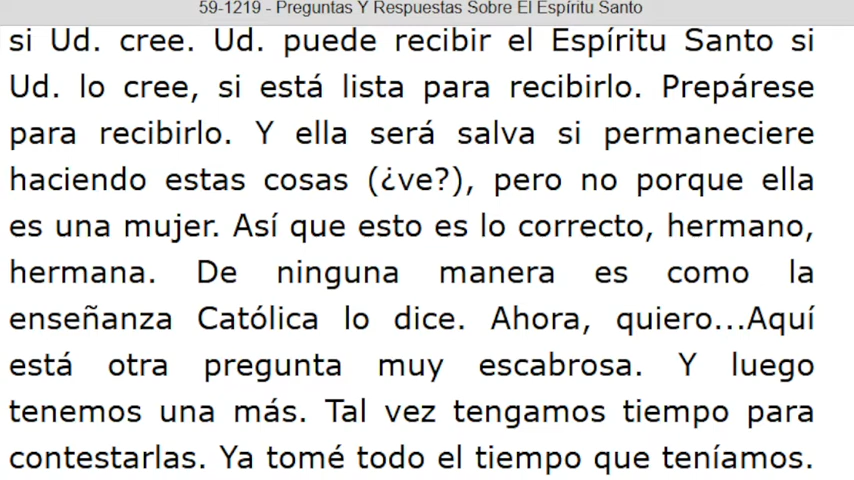 59-1219 - Preguntas Y Respuestas Sobre El Espíritu Santo
si Ud. cree. Ud. puede recibir el Espíritu Santo si
Ud. lo cree, si está lista para recibirlo. Prepárese
para recibirlo. Y ella será salva si permaneciere
haciendo estas cosas (¿ve?), pero no porque ella
es una mujer. Así que esto es lo correcto, hermano,
hermana. De ninguna manera es como la
enseñanza Católica lo dice. Ahora, quiero...Aquí
está otra pregunta muy escabrosa. Y luego
tenemos una más. Tal vez tengamos tiempo para
contestarlas. Ya tomé todo el tiempo que teníamos.